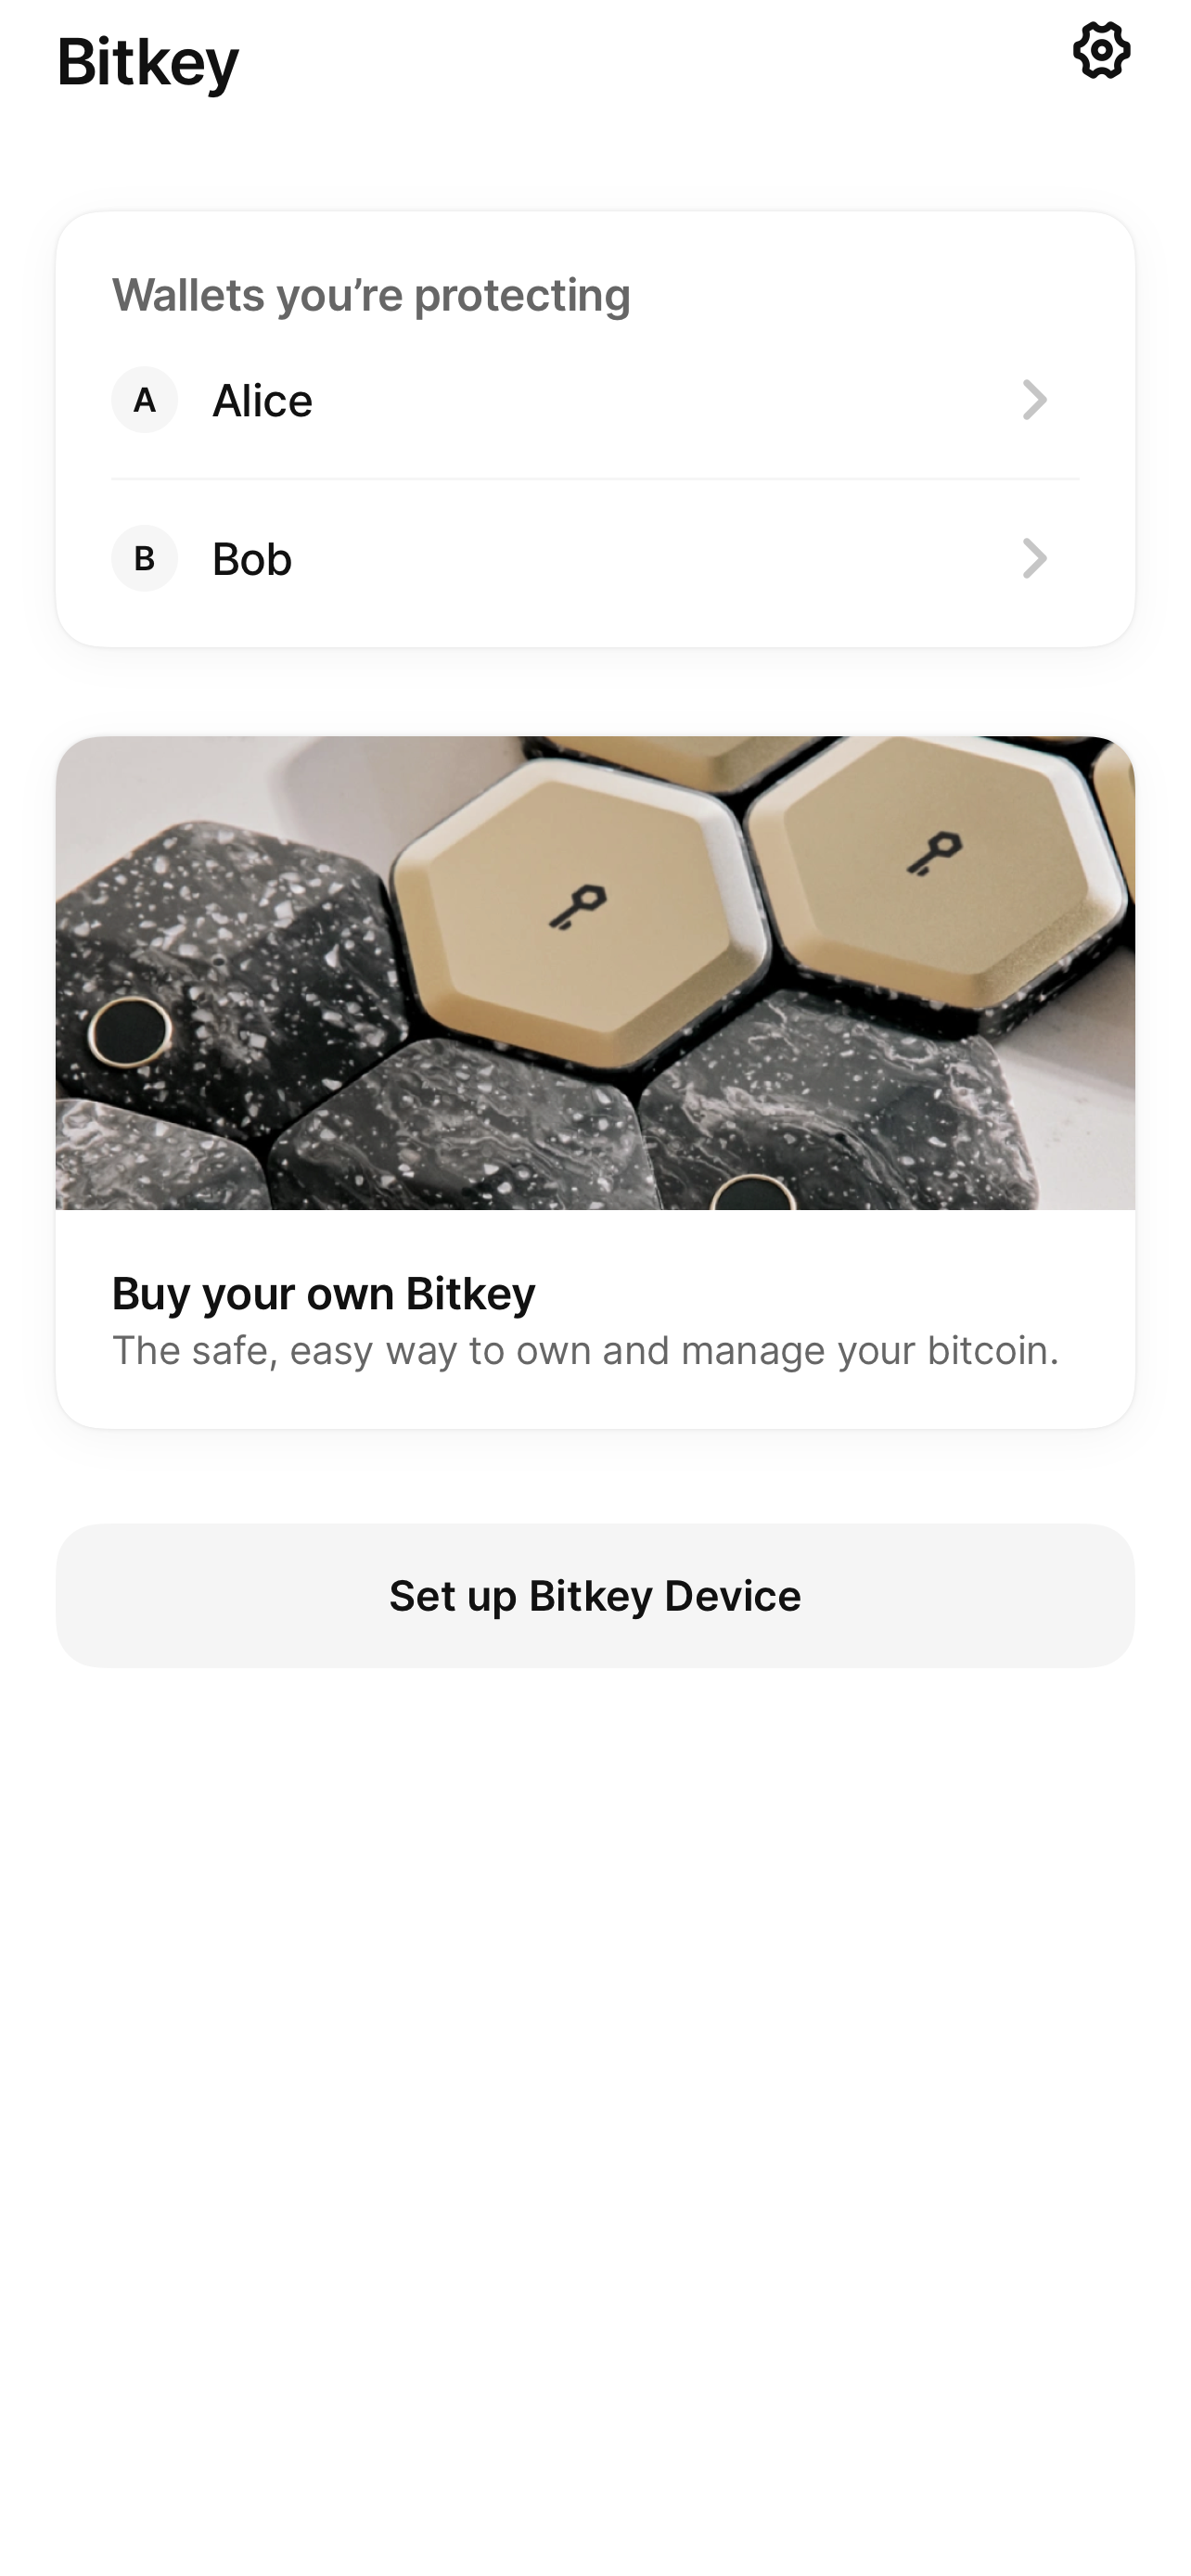 Bitkey
Wallets you’re protecting
A Alice
B Bob
Buy your own Bitkey
The safe, easy way to own and manage your bitcoin.
Set up Bitkey Device